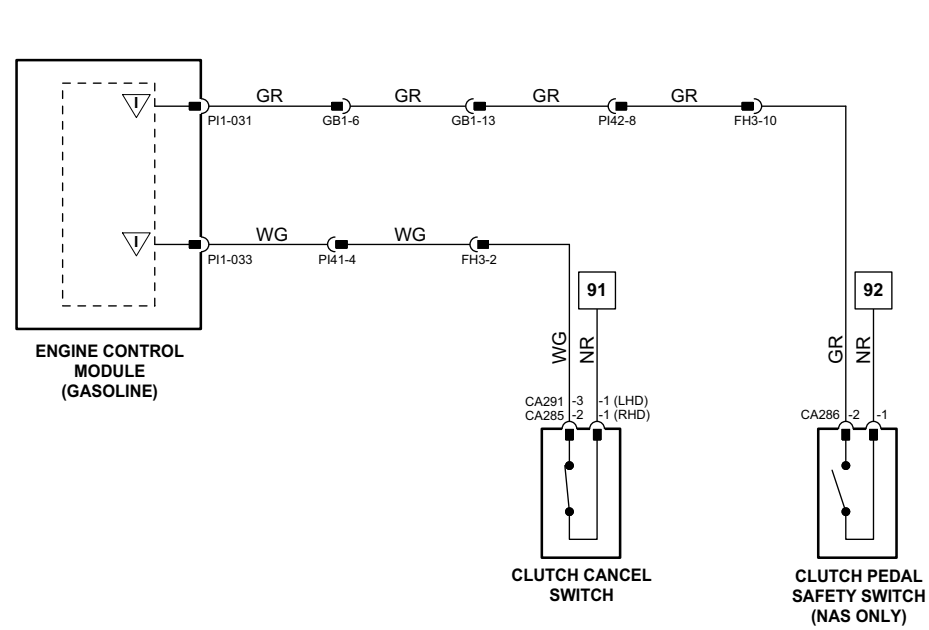 I
GR
GR
GR
GR
PI1-031
GB1-6
GB1-13
PI42-8
FH3-10
I
WG
WG
PI1-033
PI41-4
FH3-2
91
92
ENGINE CONTROL
MODULE
(GASOLINE)
WG
NR
GR
NR
CA291 -3 -1 (LHD)
CA285 -2 -1 (RHD)
CA286 -2 -1
CLUTCH CANCEL
SWITCH
CLUTCH PEDAL
SAFETY SWITCH
(NAS ONLY)